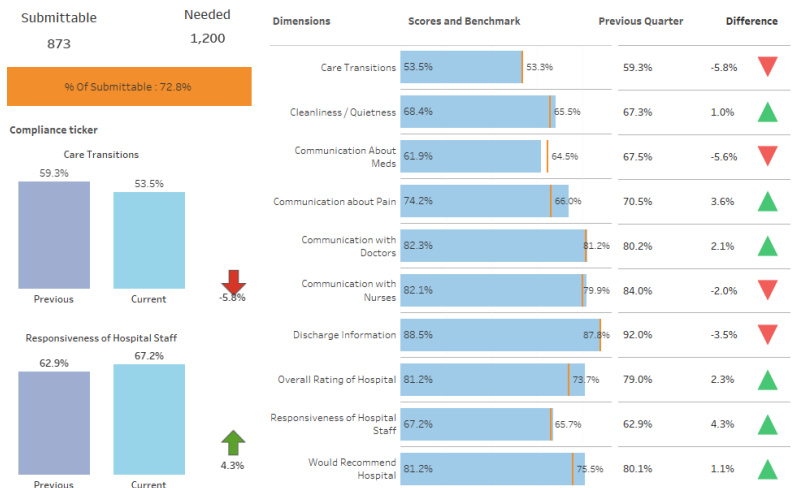 Submittable
Needed
873
1,200
% Of Submittable : 72.8%
Compliance ticker
Care Transitions
59.3%
53.5%
Previous
Current
-5.8%
Responsiveness of Hospital Staff
62.9%
67.2%
Previous
Current
4.3%
Dimensions Scores and Benchmark Previous Quarter Difference
Care Transitions 53.5% 53.3% 59.3% -5.8%
Cleanliness / Quietness 68.4% 65.5% 67.3% 1.0%
Communication About
Meds 61.9% 64.5% 67.5% -5.6%
Communication about Pain 74.2% 66.0% 70.5% 3.6%
Communication with
Doctors 82.3% 81.2% 80.2% 2.1%
Communication with
Nurses 82.1% 79.9% 84.0% -2.0%
Discharge Information 88.5% 87.8% 92.0% -3.5%
Overall Rating of Hospital 81.2% 73.7% 79.0% 2.3%
Responsiveness of Hospital
Staff 67.2% 65.7% 62.9% 4.3%
Would Recommend
Hospital 81.2% 75.5% 80.1% 1.1%